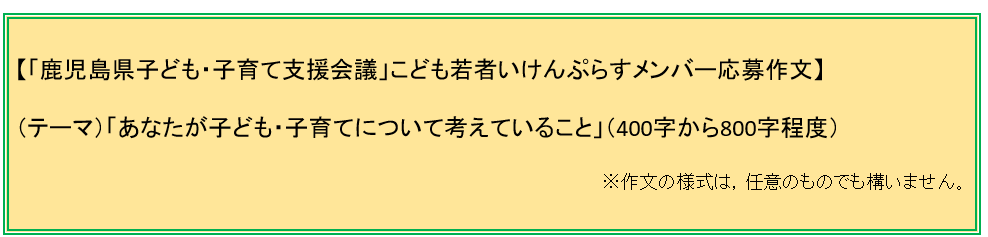 【「鹿児島県子ども・子育て支援会議」こども若者いけんぷらすメンバー応募作文】
（テーマ）「あなたが子ども・子育てについて考えていること」（400字から800字程度）
※作文の様式は，任意のものでも構いません。